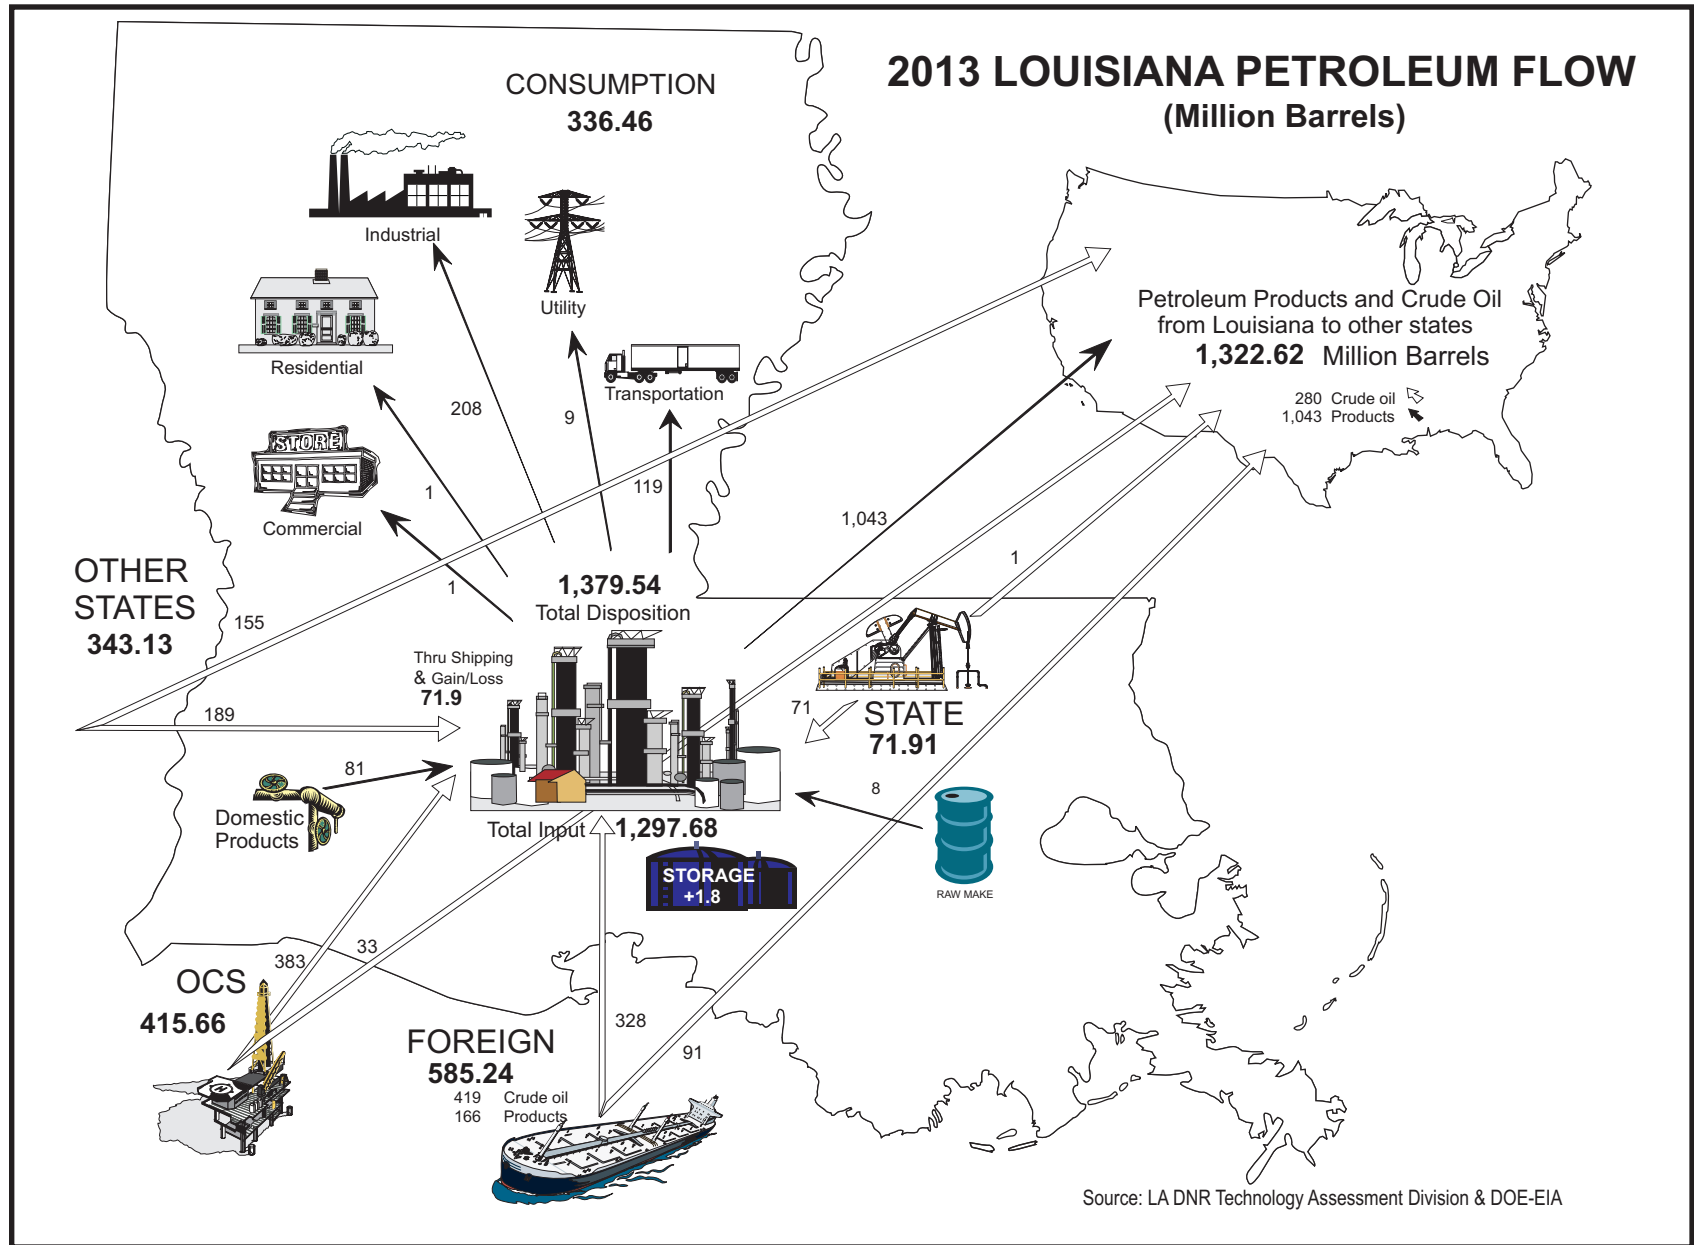 2013 LOUISIANA PETROLEUM FLOW
(Million Barrels)
CONSUMPTION
336.46
Industrial
Utility
Residential
Transportation
STORE
Commercial
208
9
1
119
1
1,043
1
Petroleum Products and Crude Oil
from Louisiana to other states
1,322.62 Million Barrels
280 Crude oil
1,043 Products
OTHER
STATES
343.13
155
189
1,379.54
Total Disposition
Thru Shipping
& Gain/Loss
71.9
71
STATE
71.91
81
Domestic
Products
Total Input 1,297.68
STORAGE
+1.8
8
RAW MAKE
383
33
OCS
415.66
H
328
91
FOREIGN
585.24
419 Crude oil
166 Products
Source: LA DNR Technology Assessment Division & DOE-EIA